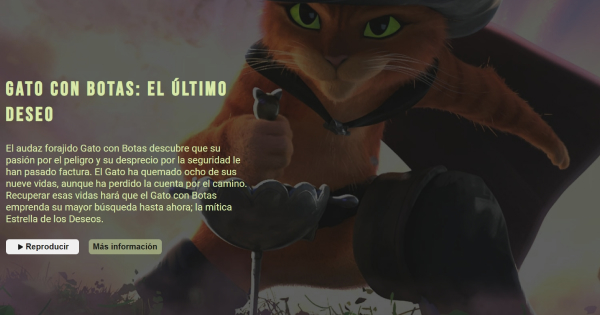 GATO CON BOTAS: EL ÚLTIMO
DESEO
El audaz forajido Gato con Botas descubre que su
pasión por el peligro y su desprecio por la seguridad le
han pasado factura. El Gato ha quemado ocho de sus
nueve vidas, aunque ha perdido la cuenta por el camino.
Recuperar esas vidas hará que el Gato con Botas
emprenda su mayor búsqueda hasta ahora; la mítica
Estrella de los Deseos.
Reproducir Más información